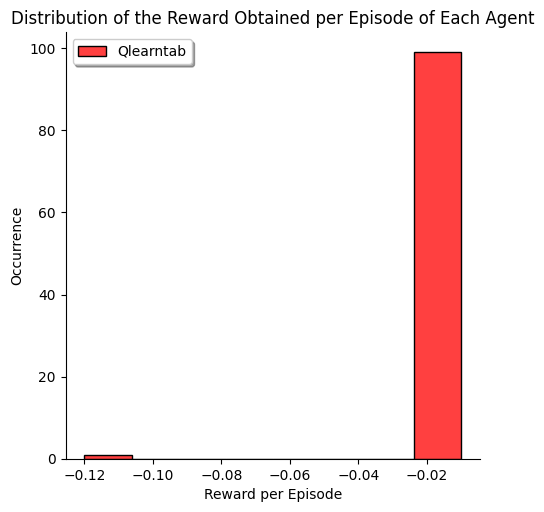 Distribution of the Reward Obtained per Episode of Each Agent
Qlearntab
100
80
60
40
20
0
Occurrence
−0.12 −0.10 −0.08 −0.06 −0.04 −0.02
Reward per Episode